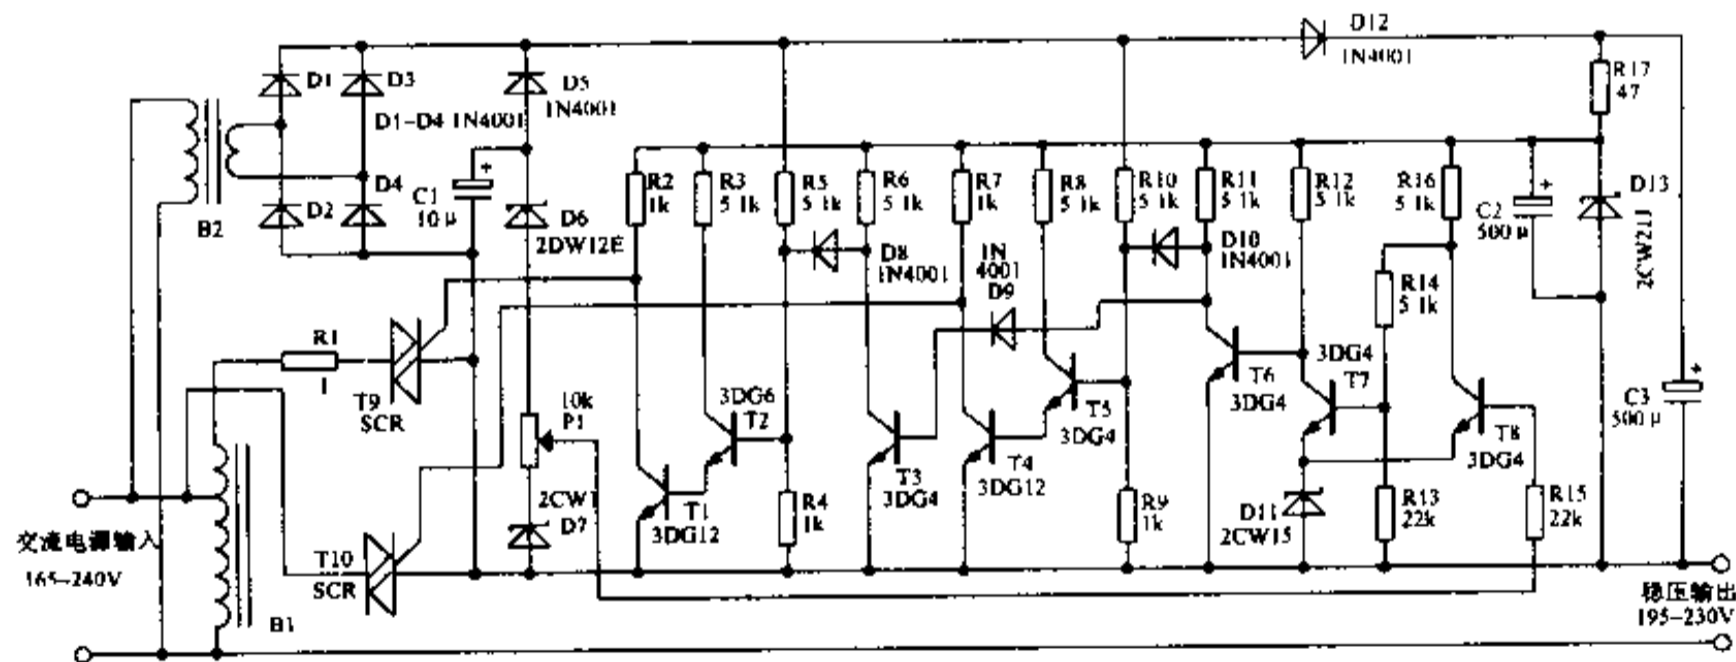 D12
1N4001
R17
47
D1
D3
D5
1N4001
D1-D4 1N4001
D4
D2
B2
C1
10μ
D6
2DW12E
R2
1k
R3
5 1k
R5
5 1k
R6
5 1k
R7
1k
R8
5 1k
R10
5 1k
R11
5 1k
R12
5 1k
R16
5 1k
C2
500μ
D13
2CW21J
D8
1N4001
1N
4001
D9
D10
1N4001
R14
5 1k
R1
1
T9
SCR
10k
P1
3DG6
T2
T5
3DG4
T6
3DG4
3DG4
T7
C3
500μ
T8
3DG4
T3
3DG4
T4
3DG12
2CW1
D7
T1
3DG12
R4
1k
R9
1k
D11
2CW15
R13
22k
R15
22k
交流电源输入
165-240V
T10
SCR
B1
稳压输出
195-230V